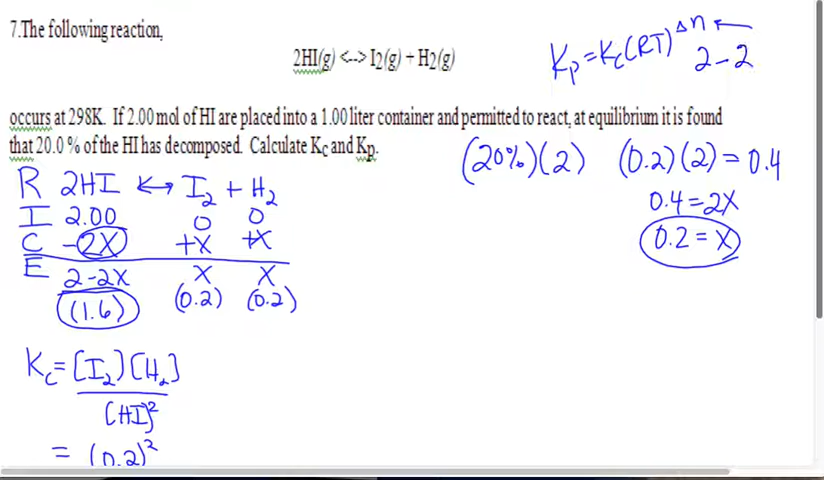 7.The following reaction,
2HI(g) <--> I2(g) + H2(g)
Kp = Kc(RT)^Δn ←
2-2
occurs at 298K. If 2.00 mol of HI are placed into a 1.00 liter container and permitted to react, at equilibrium it is found
that 20.0 % of the HI has decomposed. Calculate Kc and Kp.
(20%)(2) (0.2)(2) = 0.4
0.4 = 2X
0.2 = X
R 2HI ↔ I2 + H2
I 2.00 0 0
C -2X +X +X
E 2-2X X X
(1.6) (0.2) (0.2)
Kc = [I2][H2]
[HI]^2
= (0.2)^2